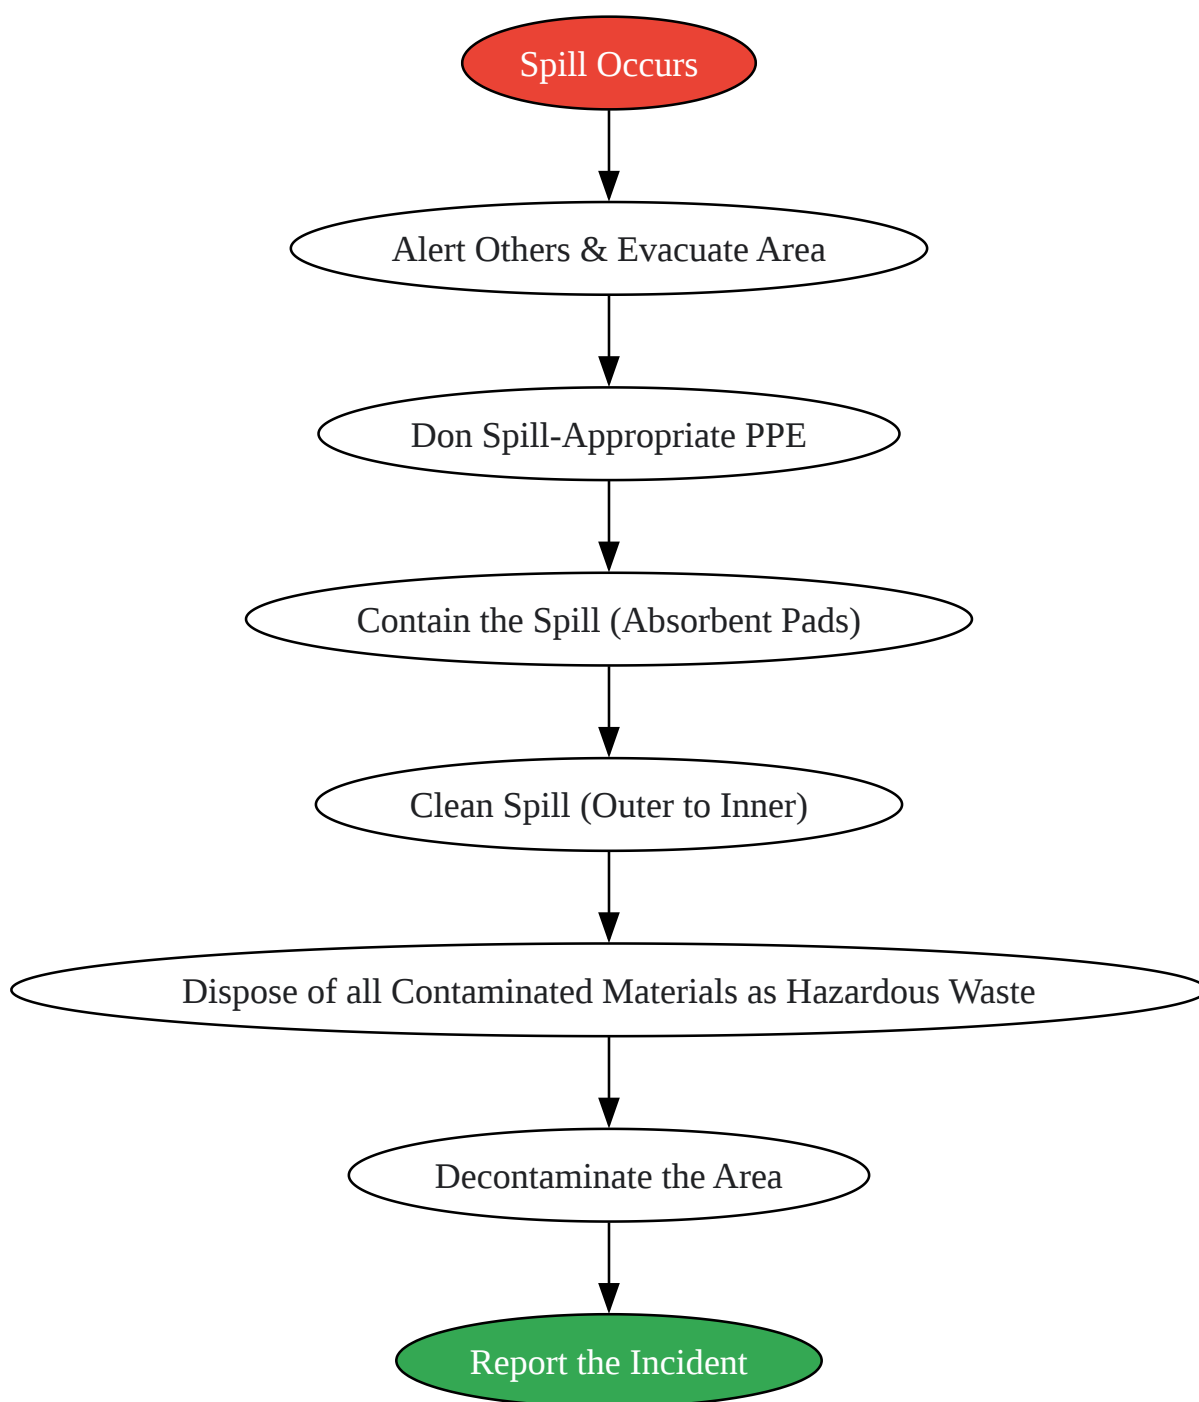 Spill Occurs
Alert Others & Evacuate Area
Don Spill-Appropriate PPE
Contain the Spill (Absorbent Pads)
Clean Spill (Outer to Inner)
Dispose of all Contaminated Materials as Hazardous Waste
Decontaminate the Area
Report the Incident